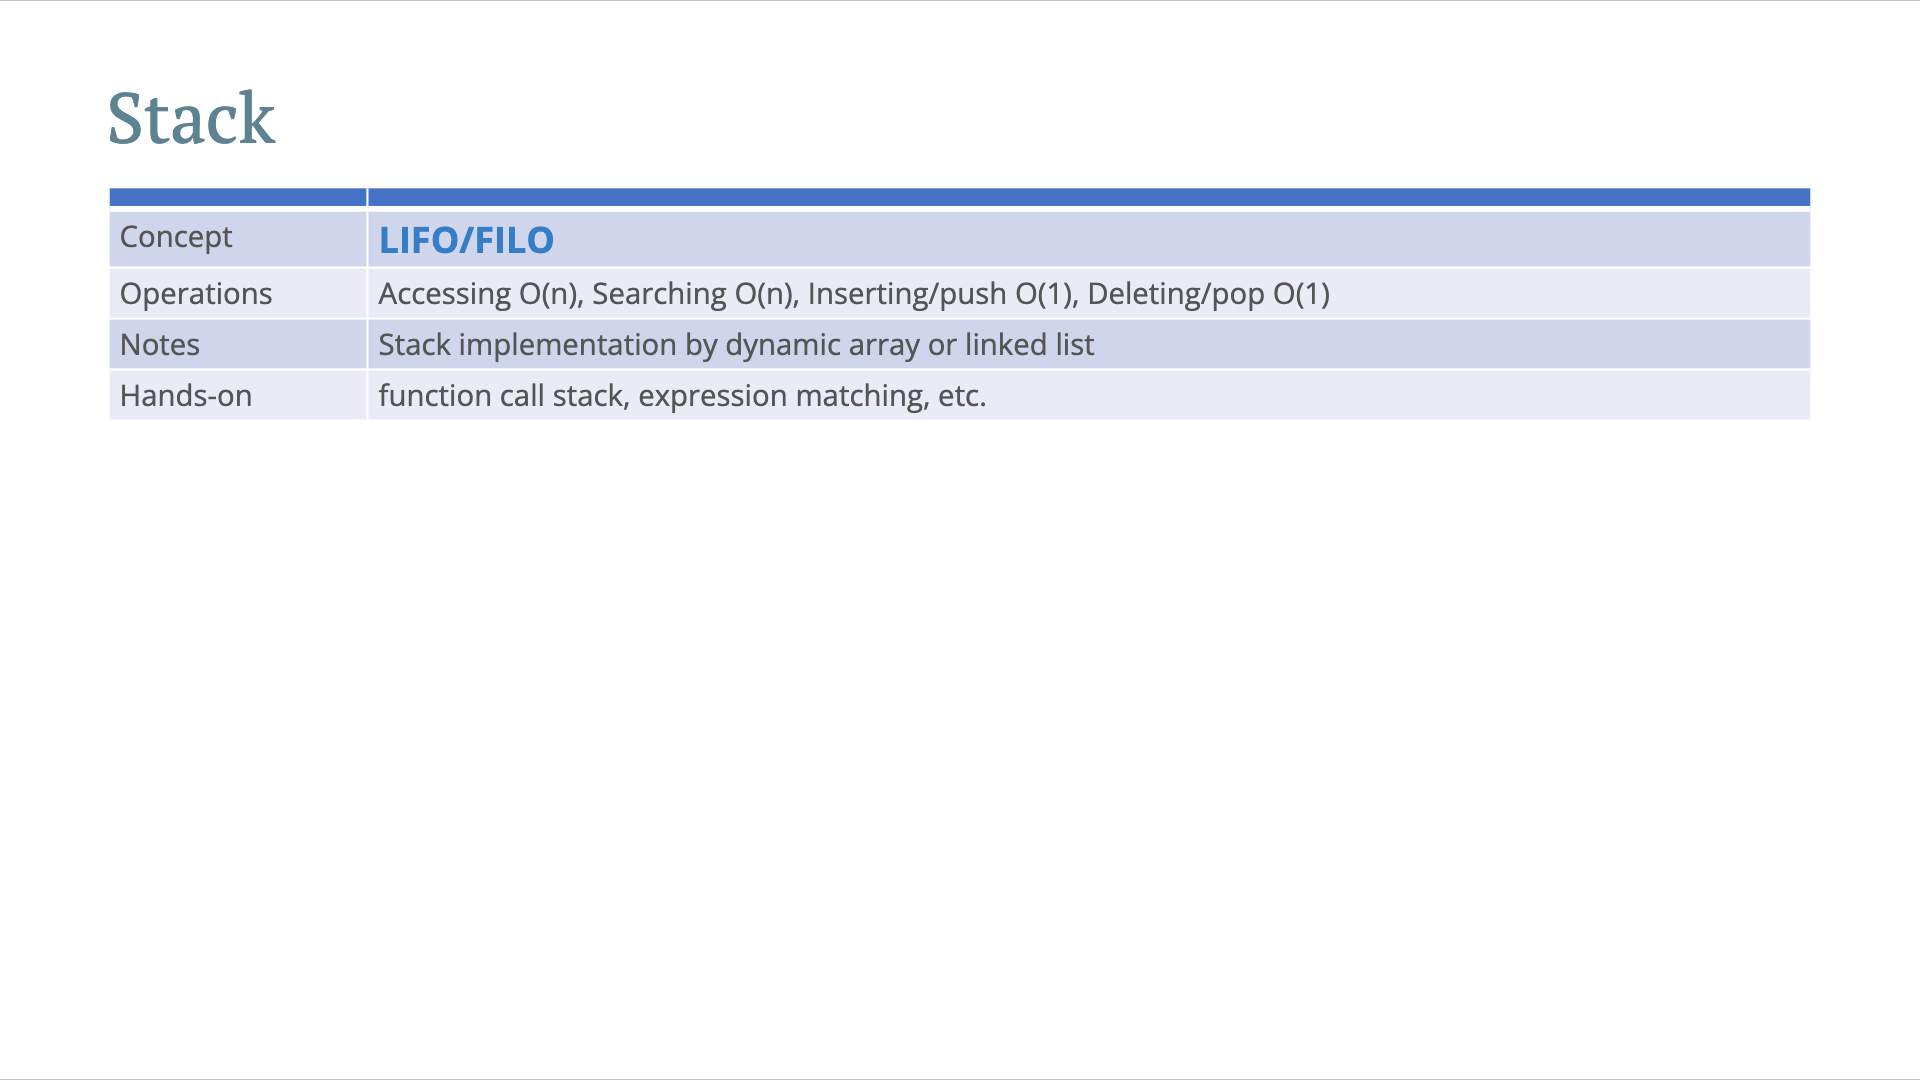 Stack
Concept
LIFO/FILO
Operations
Accessing O(n), Searching O(n), Inserting/push O(1), Deleting/pop O(1)
Notes
Stack implementation by dynamic array or linked list
Hands-on
function call stack, expression matching, etc.